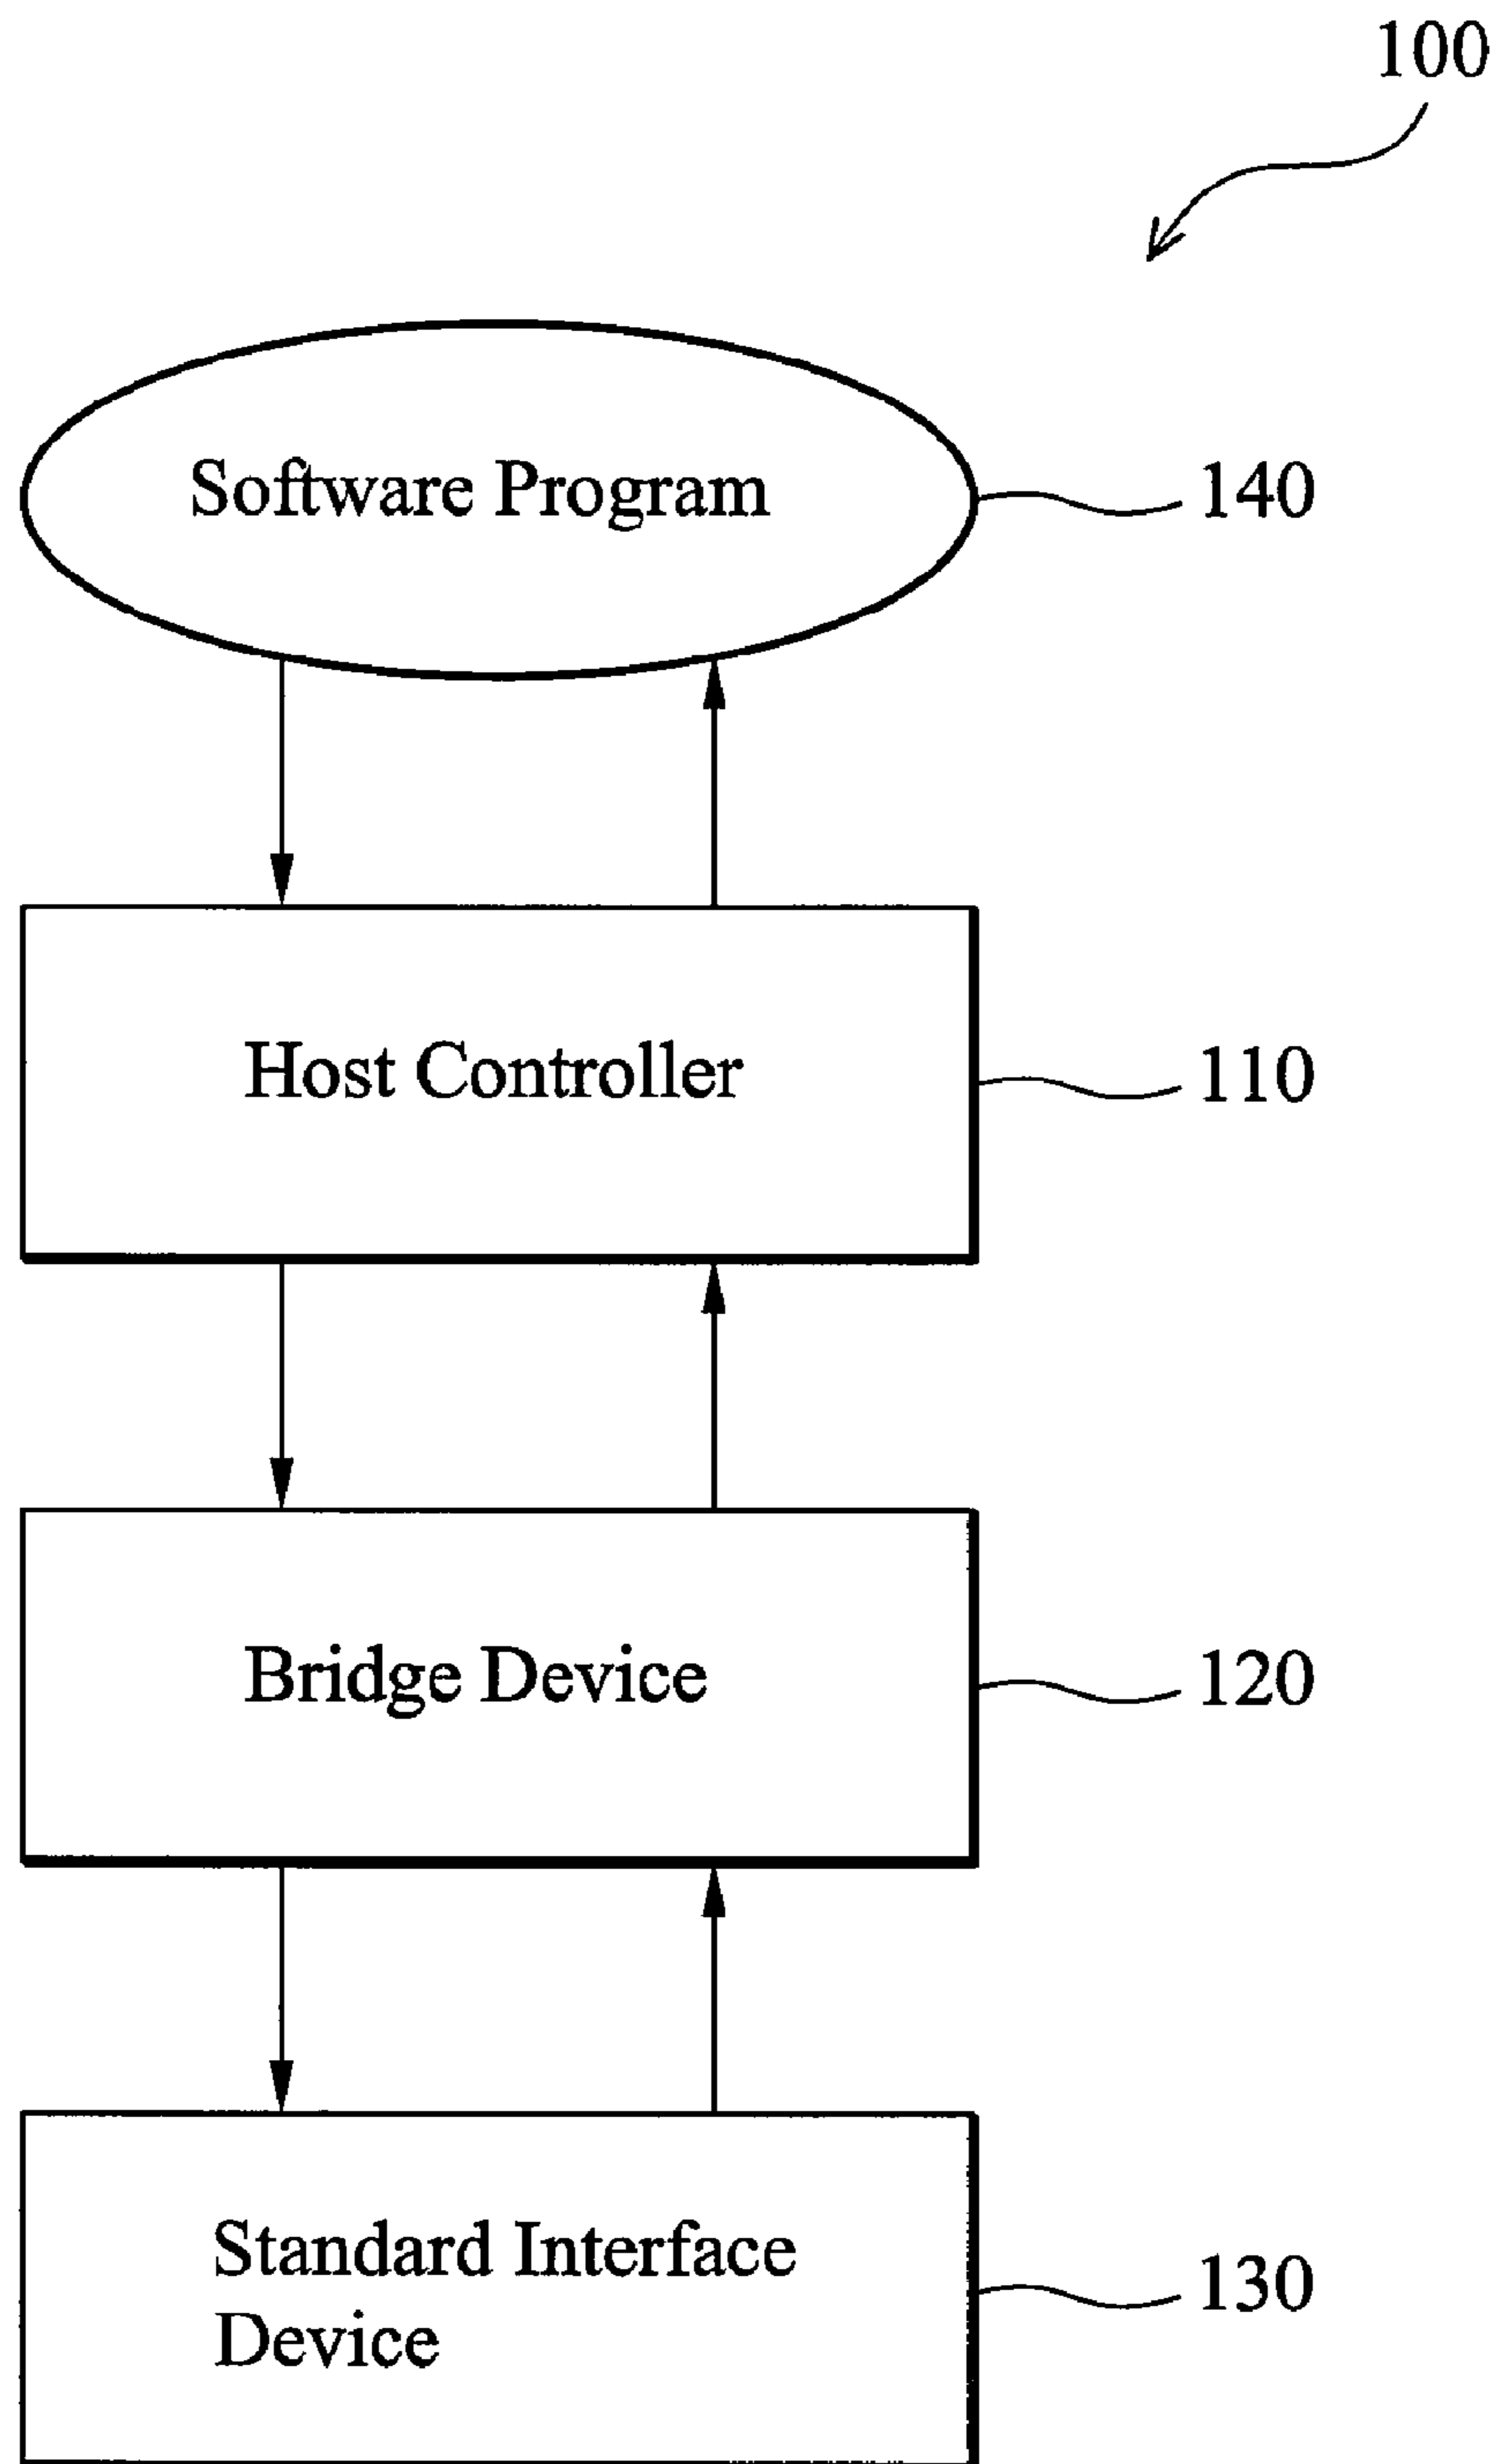 100
Software Program
140
Host Controller
110
Bridge Device
120
Standard Interface
Device
130